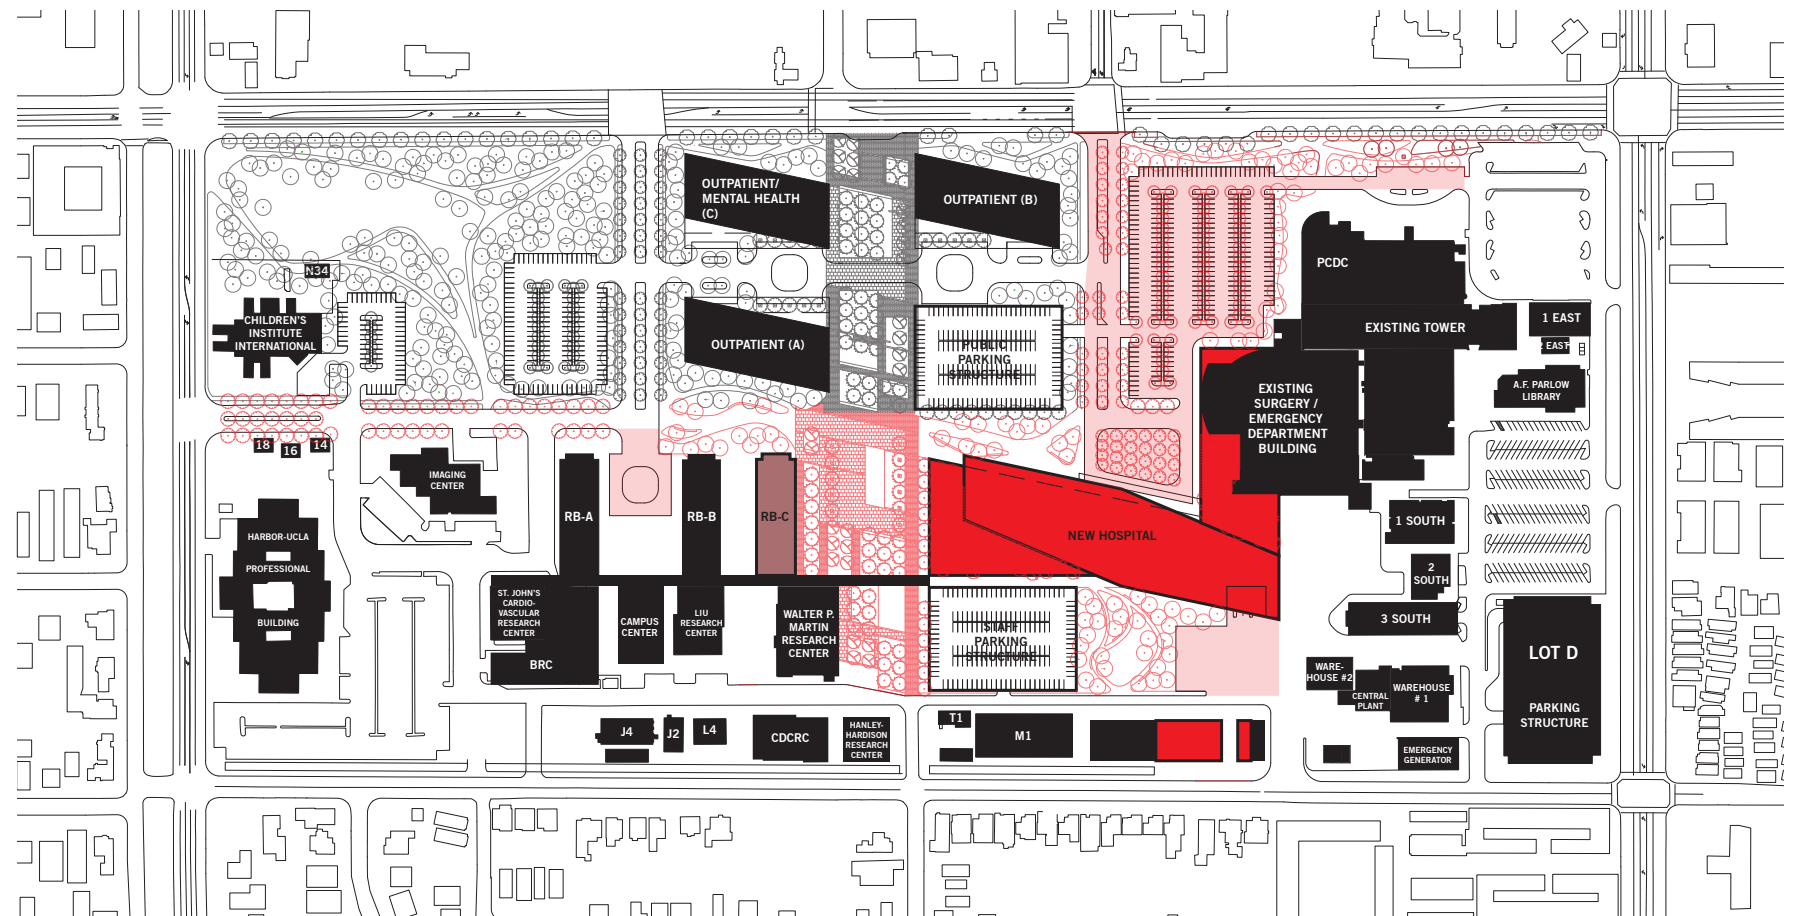 OUTPATIENT/
MENTAL HEALTH
(C)
OUTPATIENT (B)
N34
CHILDREN'S
INSTITUTE
INTERNATIONAL
OUTPATIENT (A)
PUBLIC
PARKING
STRUCTURE
PCDC
EXISTING TOWER
1 EAST
2 EAST
A.F. PARLOW
LIBRARY
EXISTING
SURGERY /
EMERGENCY
DEPARTMENT
BUILDING
18
16
14
IMAGING
CENTER
RB-A
RB-B
RB-C
NEW HOSPITAL
1 SOUTH
2
SOUTH
3 SOUTH
HARBOR-UCLA
PROFESSIONAL
BUILDING
ST. JOHN'S
CARDIO-
VASCULAR
RESEARCH
CENTER
BRC
CAMPUS
CENTER
LIU
RESEARCH
CENTER
WALTER P.
MARTIN
RESEARCH
CENTER
STAFF
PARKING
STRUCTURE
WARE-
HOUSE #2
CENTRAL
PLANT
WAREHOUSE
# 1
LOT D
PARKING
STRUCTURE
J4
J2
L4
CDCRC
HANLEY-
HARDISON
RESEARCH
CENTER
T1
M1
EMERGENCY
GENERATOR